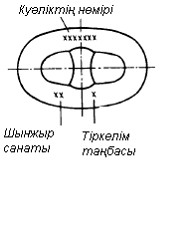 Куәліктің нөмірі
xxxxxxx
xx x
Шынжыр
санаты
Тіркелім
таңбасы